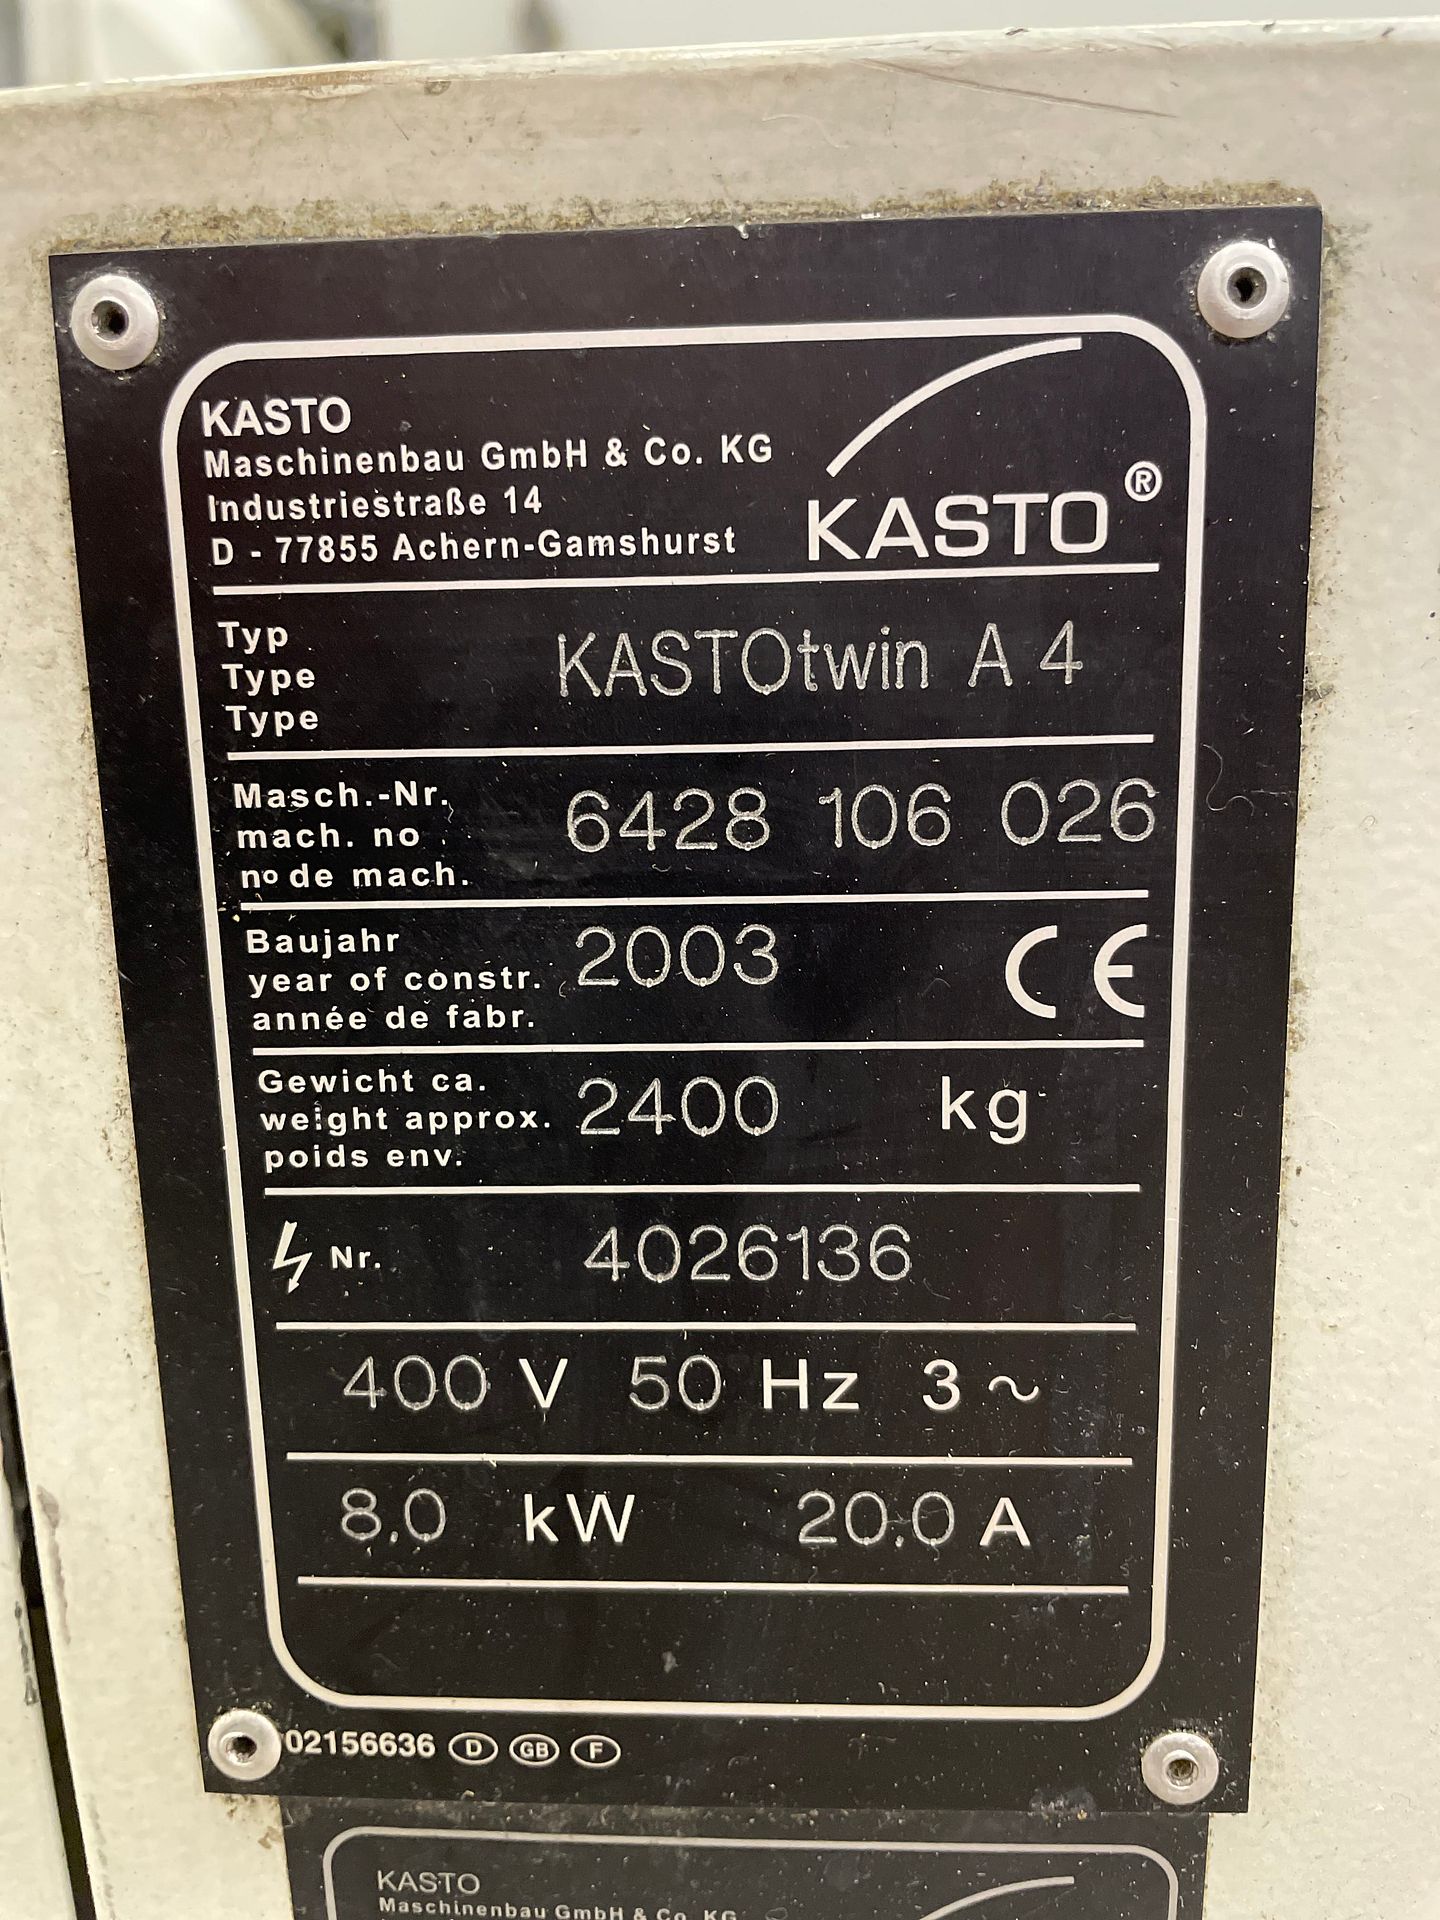 KASTO
Maschinenbau GmbH & Co. KG
Industriestraße 14
D - 77855 Achern-Gamshurst
KASTO®
Typ
Type
Type
KASTOtwin A 4
Masch.-Nr.
mach. no
nº de mach.
6428 106 026
Baujahr
year of constr.
année de fabr.
2003
CE
Gewicht ca.
weight approx.
poids env.
2400 kg
Nr. 4026136
400 V 50 Hz 3 ~
8.0 kW 20.0 A
02156636 D GB F
KASTO
Maschinenbau GmbH & Co. KG